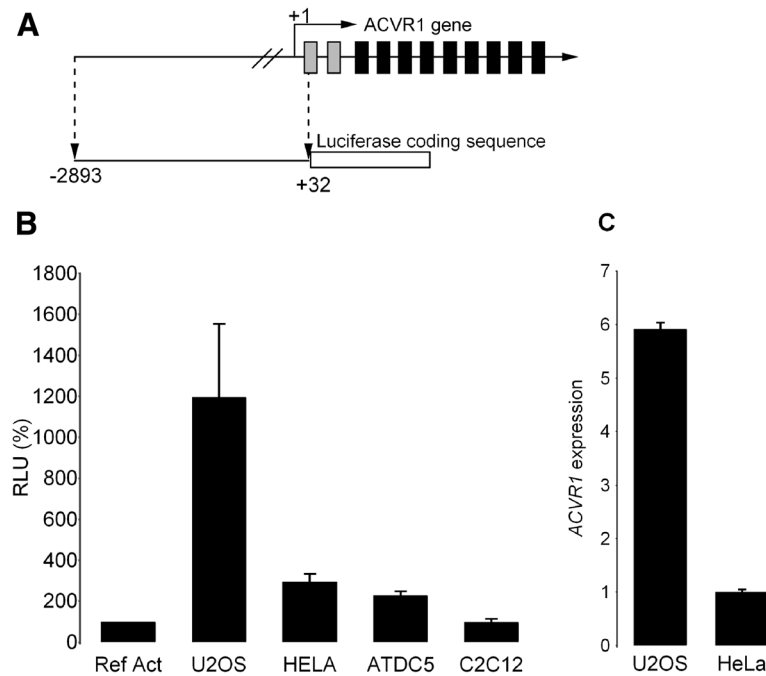 A
+1
ACVR1 gene
Luciferase coding sequence
-2893
+32
B
1800
1600
1400
1200
1000
800
600
400
200
0
RLU (%)
Ref Act U2OS HELA ATDC5 C2C12
C
7
6
5
4
3
2
1
0
ACVR1 expression
U2OS HeLa